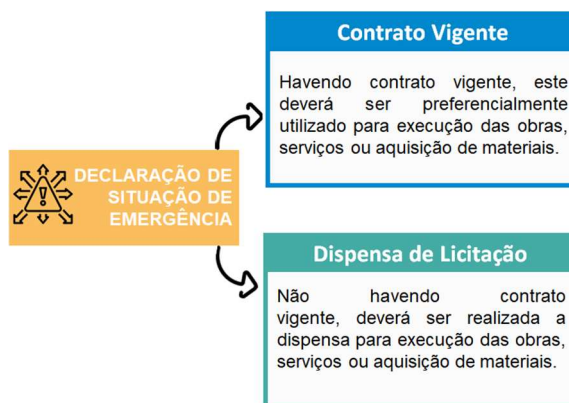 Contrato Vigente
Havendo contrato vigente, este
deverá ser preferencialmente
utilizado para execução das obras,
serviços ou aquisição de materiais.
DECLARAÇÃO DE
SITUAÇÃO DE
EMERGÊNCIA
Dispensa de Licitação
Não havendo contrato
vigente, deverá ser realizada a
dispensa para execução das obras,
serviços ou aquisição de materiais.